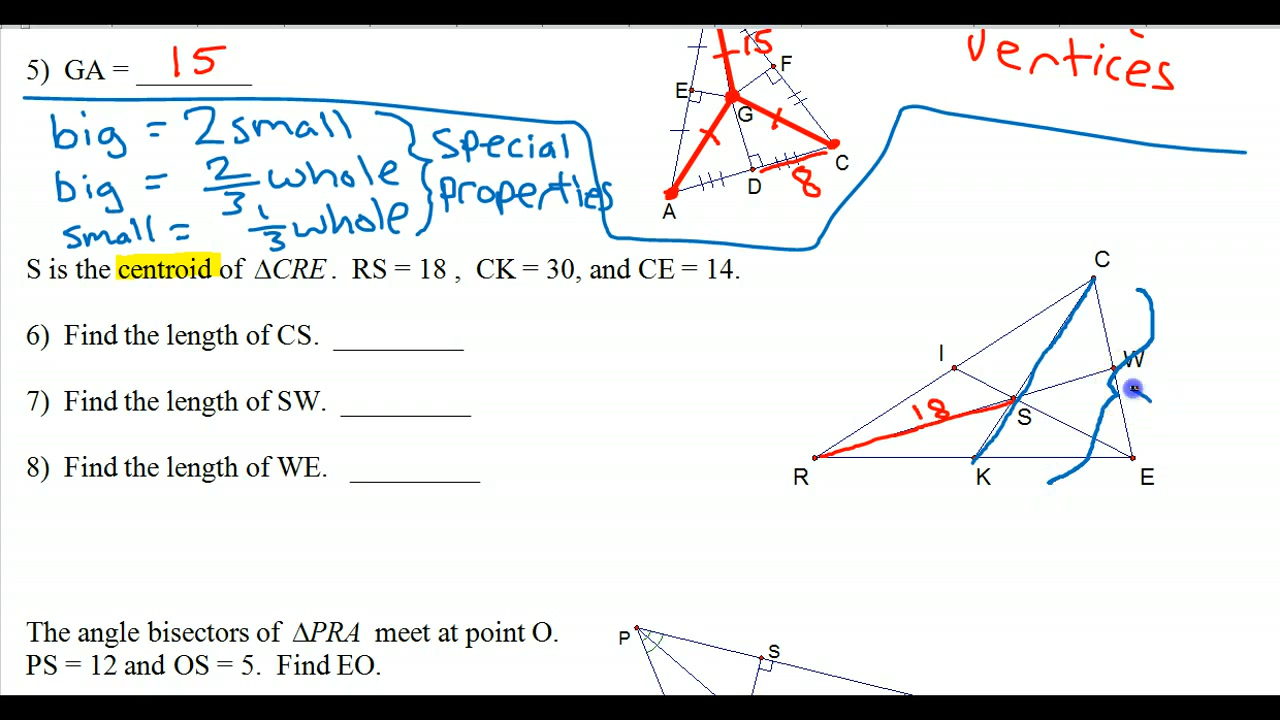 5) GA = 15
15
vertices
E
F
G
C
D
8
A
big = 2 small
big = 2/3 whole
small = 1/3 whole
special
properties
S is the centroid of ΔCRE. RS = 18 , CK = 30, and CE = 14.
6) Find the length of CS. __________
7) Find the length of SW. __________
8) Find the length of WE. __________
C
I
W
18
S
R
K
E
The angle bisectors of ΔPRA meet at point O.
PS = 12 and OS = 5. Find EO.
P
S